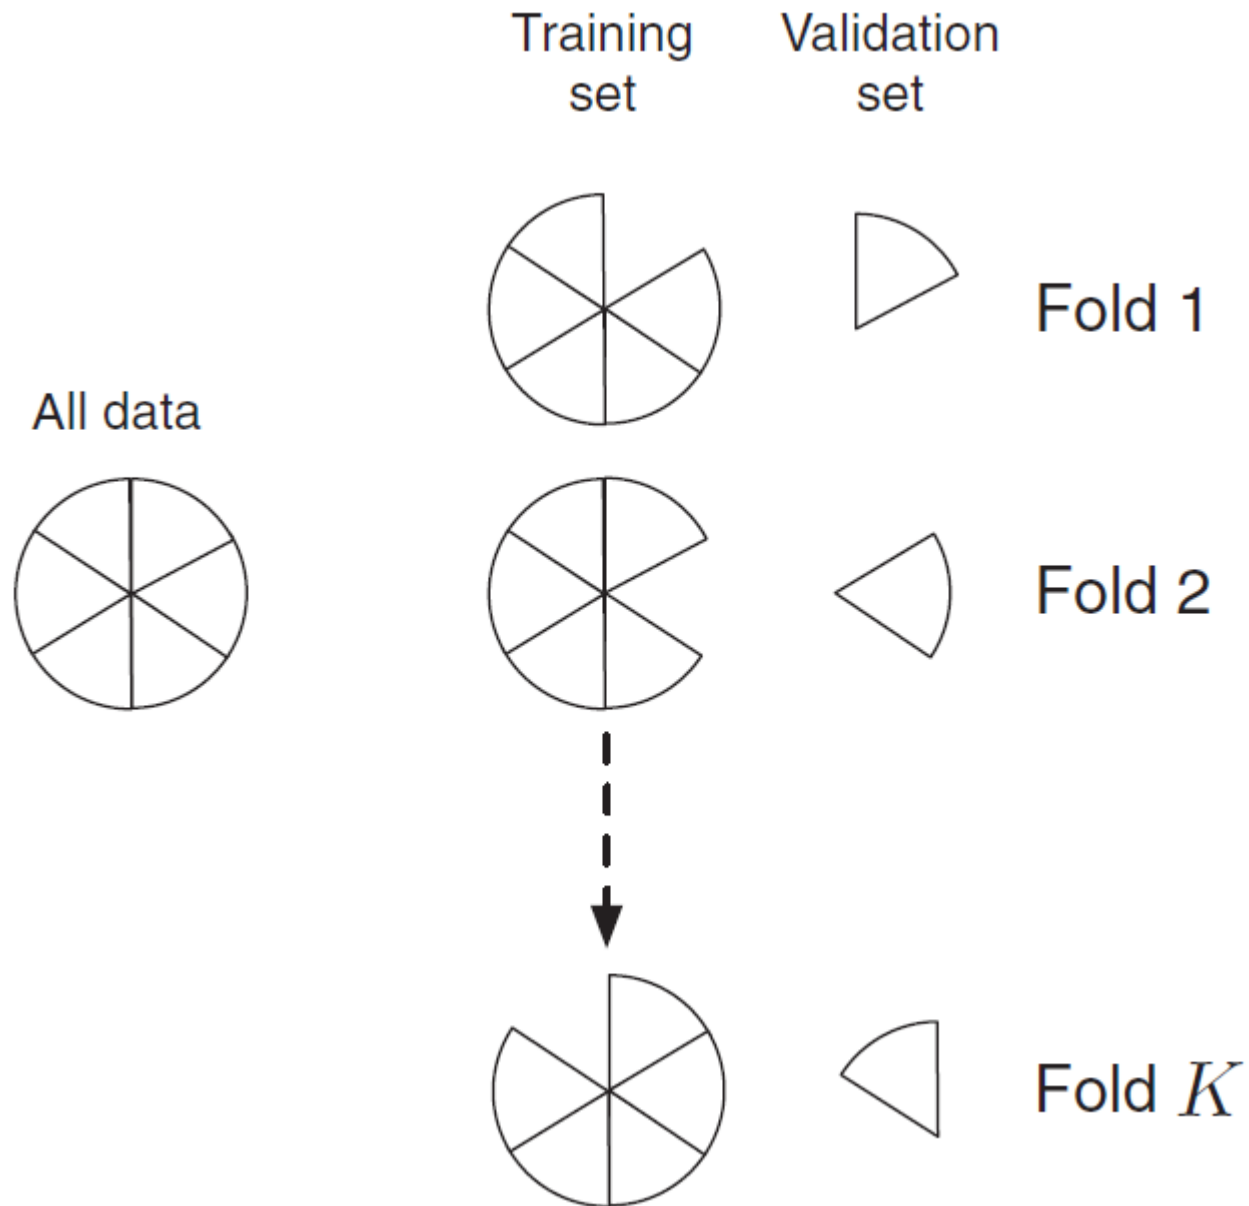 Training
set
Validation
set
Fold 1
All data
Fold 2
Fold K